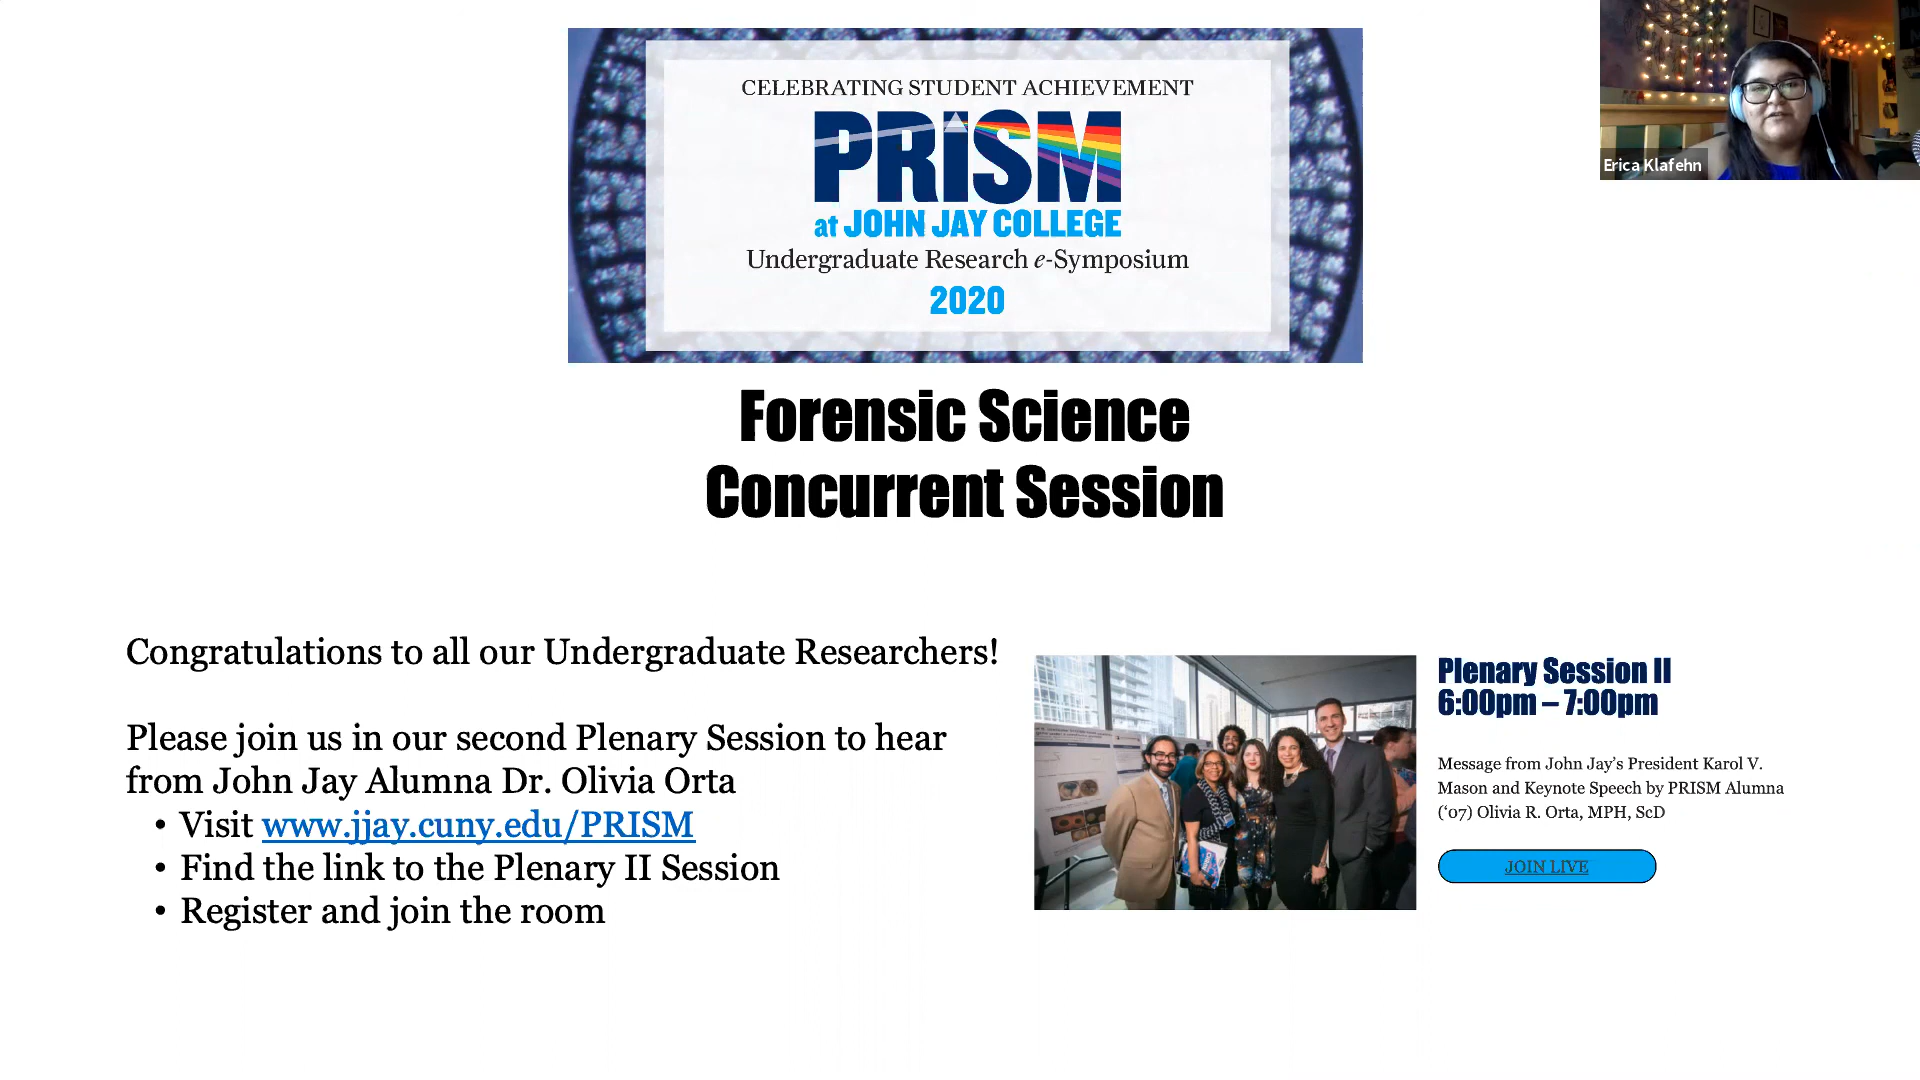 CELEBRATING STUDENT ACHIEVEMENT
PRiSM
at JOHN JAY COLLEGE
Undergraduate Research e-Symposium
2020
Erica Klafehn
Forensic Science
Concurrent Session
Congratulations to all our Undergraduate Researchers!
Please join us in our second Plenary Session to hear
from John Jay Alumna Dr. Olivia Orta
• Visit www.jjay.cuny.edu/PRISM
• Find the link to the Plenary II Session
• Register and join the room
Plenary Session II
6:00pm – 7:00pm
Message from John Jay’s President Karol V.
Mason and Keynote Speech by PRISM Alumna
(‘07) Olivia R. Orta, MPH, ScD
JOIN LIVE